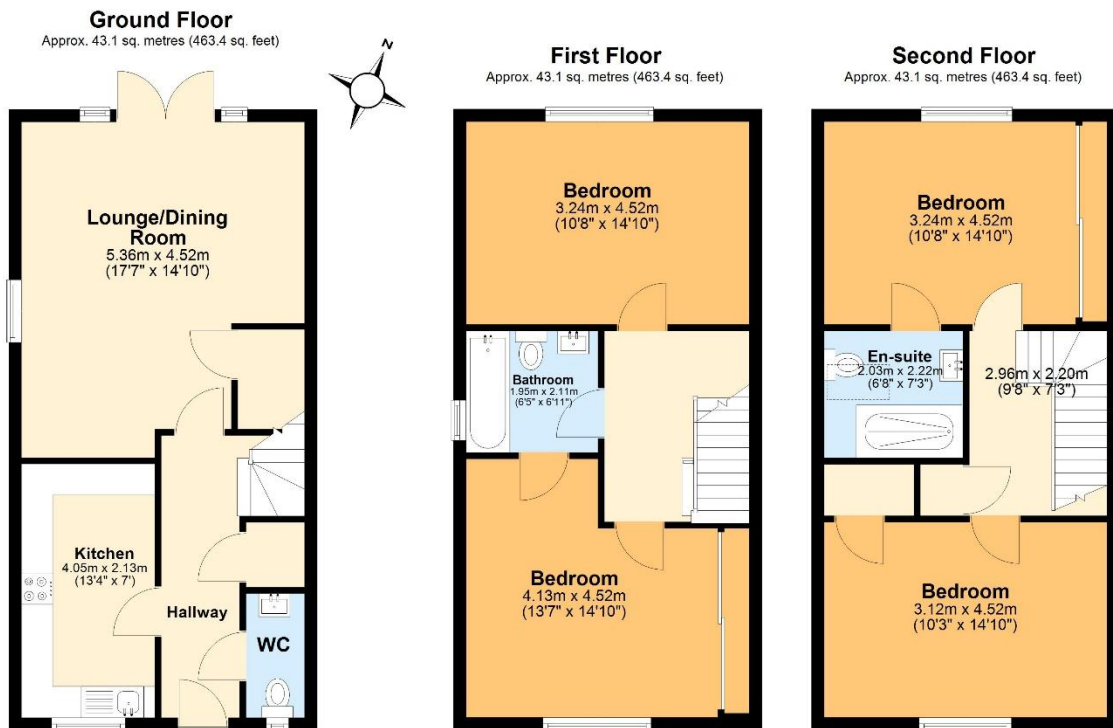 Ground Floor
Approx. 43.1 sq. metres (463.4 sq. feet)
N
Lounge/Dining
Room
5.36m x 4.52m
(17'7" x 14'10")
Kitchen
4.05m x 2.13m
(13'4" x 7')
Hallway
WC
First Floor
Approx. 43.1 sq. metres (463.4 sq. feet)
Bedroom
3.24m x 4.52m
(10'8" x 14'10")
Bathroom
1.95m x 2.11m
(6'5" x 6'11")
Bedroom
4.13m x 4.52m
(13'7" x 14'10")
Second Floor
Approx. 43.1 sq. metres (463.4 sq. feet)
Bedroom
3.24m x 4.52m
(10'8" x 14'10")
En-suite
2.03m x 2.22m
(6'8" x 7'3")
2.96m x 2.20m
(9'8" x 7'3")
Bedroom
3.12m x 4.52m
(10'3" x 14'10")